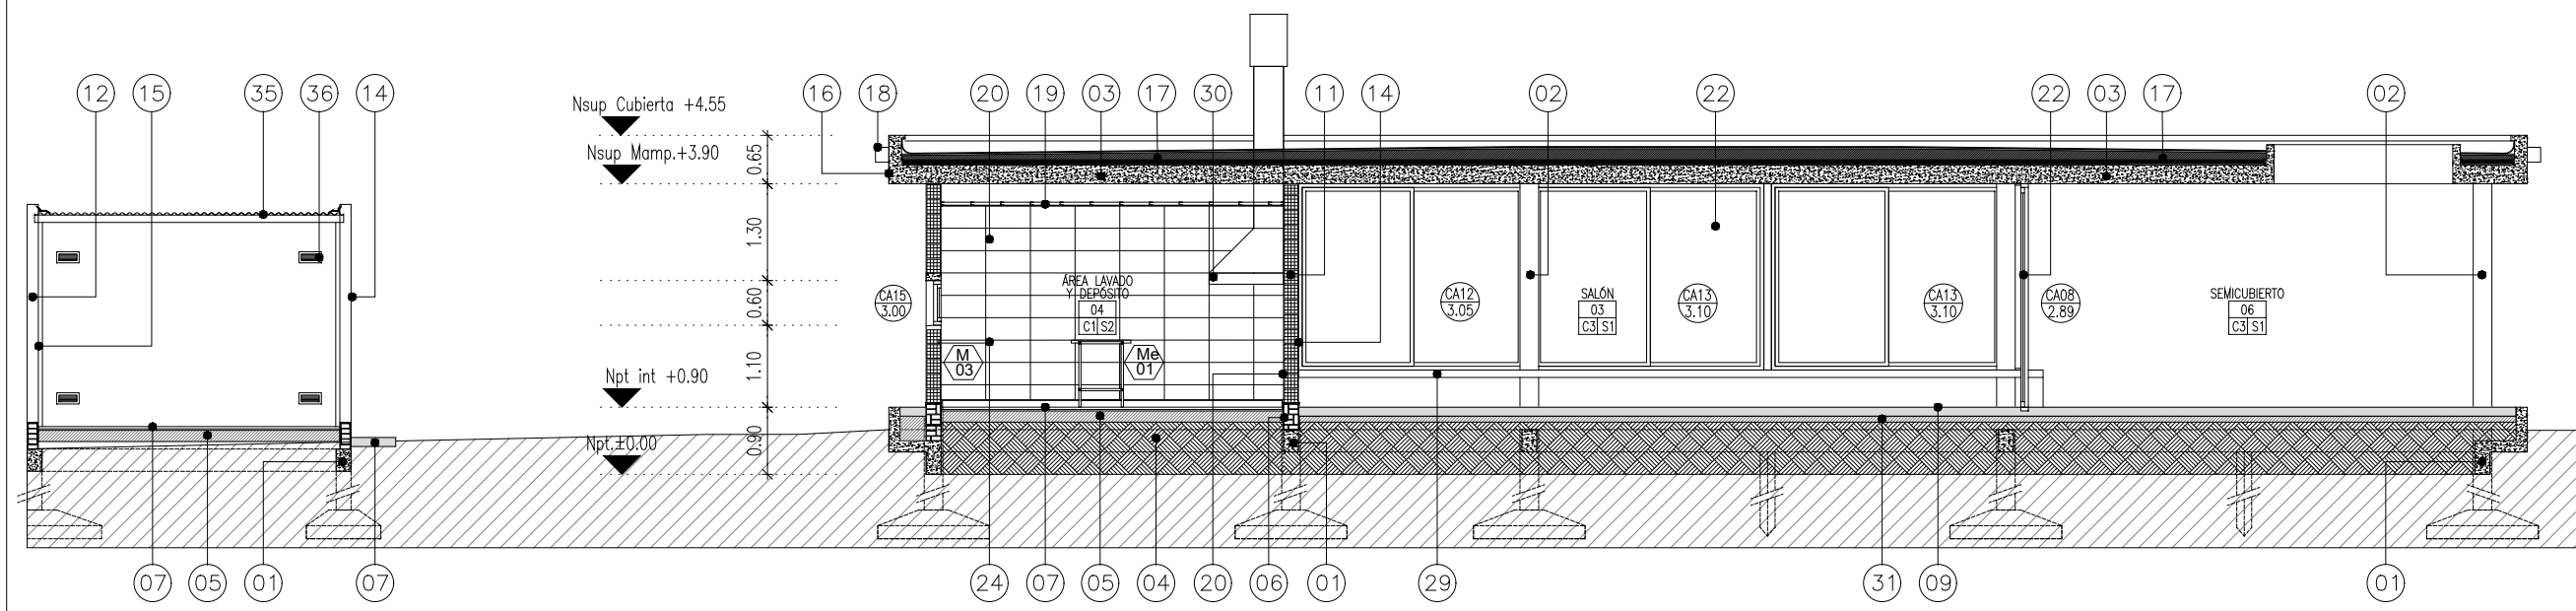 12 15 35 36 14
16 18 20 19 03 17 30 11 14 02 22 22 03 17 02
Nsup Cubierta +4.55
Nsup Mamp.+3.90
0.65
1.30
0.60
1.10
0.90
Npt int +0.90
Npt.±0.00
CA15
3.00
ÁREA LAVADO
Y DEPÓSITO
04
C1 S2
M
03
Me
01
CA12
3.05
SALÓN
03
C3 S1
CA13
3.10
CA13
3.10
CA08
2.89
SEMICUBIERTO
06
C3 S1
07 05 01 07
24 07 05 04 20 06 01 29 31 09 01